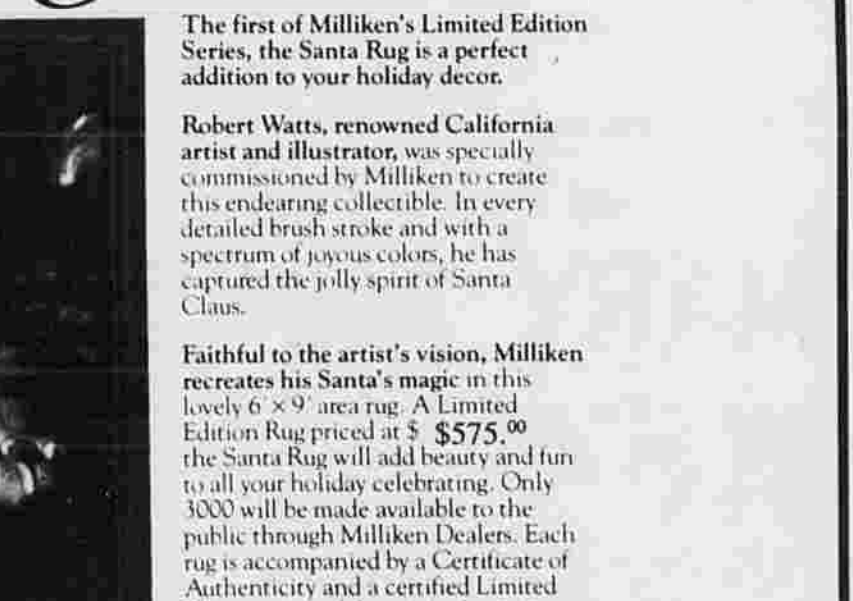 The first of Milliken's Limited Edition
Series, the Santa Rug is a perfect
addition to your holiday decor.
Robert Watts, renowned California
artist and illustrator, was specially
commissioned by Milliken to create
this endearing collectible. In every
detailed brush stroke and with a
spectrum of joyous colors, he has
captured the jolly spirit of Santa
Claus.
Faithful to the artist's vision, Milliken
recreates his Santa's magic in this
lovely 6' × 9' area rug. A Limited
Edition Rug priced at $ $575.00
the Santa Rug will add beauty and fun
to all your holiday celebrating. Only
3000 will be made available to the
public through Milliken Dealers. Each
rug is accompanied by a Certificate of
Authenticity and a certified Limited